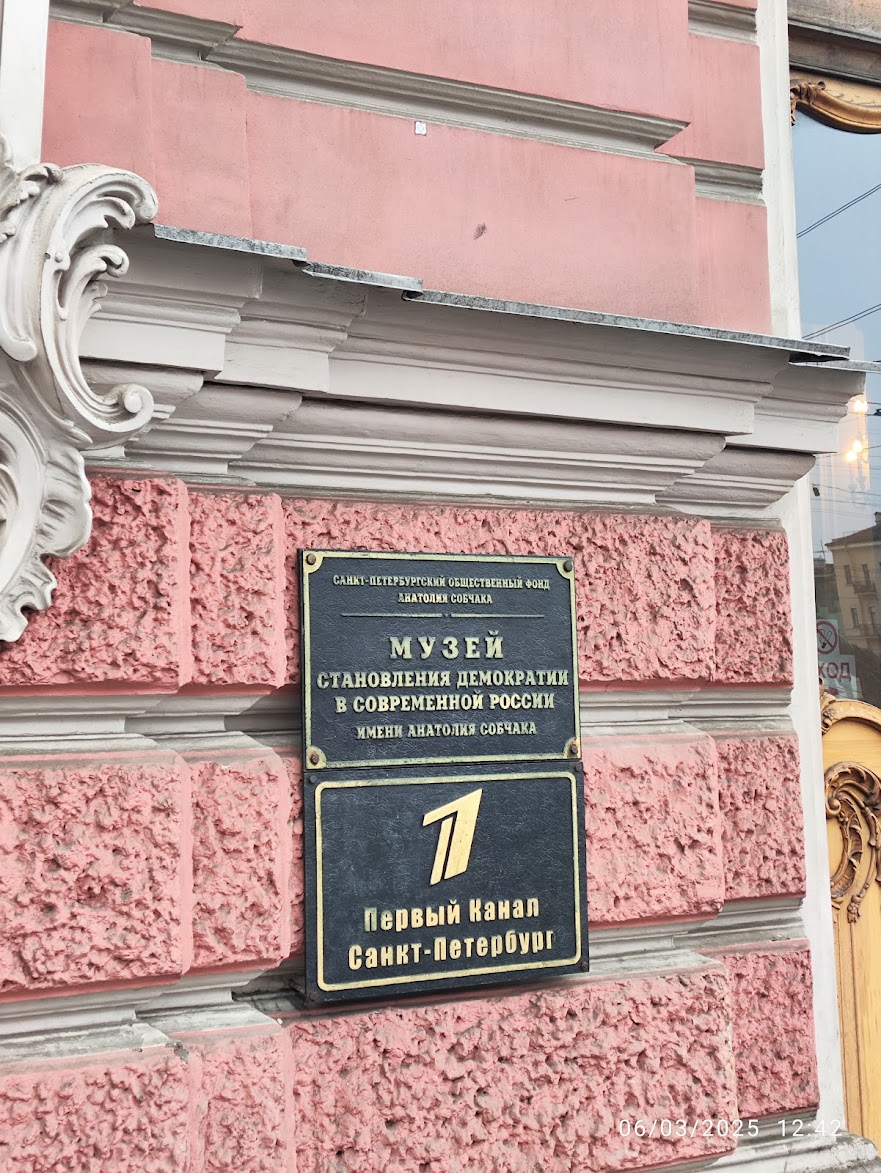 САНКТ-ПЕТЕРБУРГСКИЙ ОБЩЕСТВЕННЫЙ ФОНД
АНАТОЛИЯ СОБЧАКА
МУЗЕЙ
СТАНОВЛЕНИЯ ДЕМОКРАТИИ
В СОВРЕМЕННОЙ РОССИИ
ИМЕНИ АНАТОЛИЯ СОБЧАКА
1
Первый Канал
Санкт-Петербург
06/03/2025 12:42